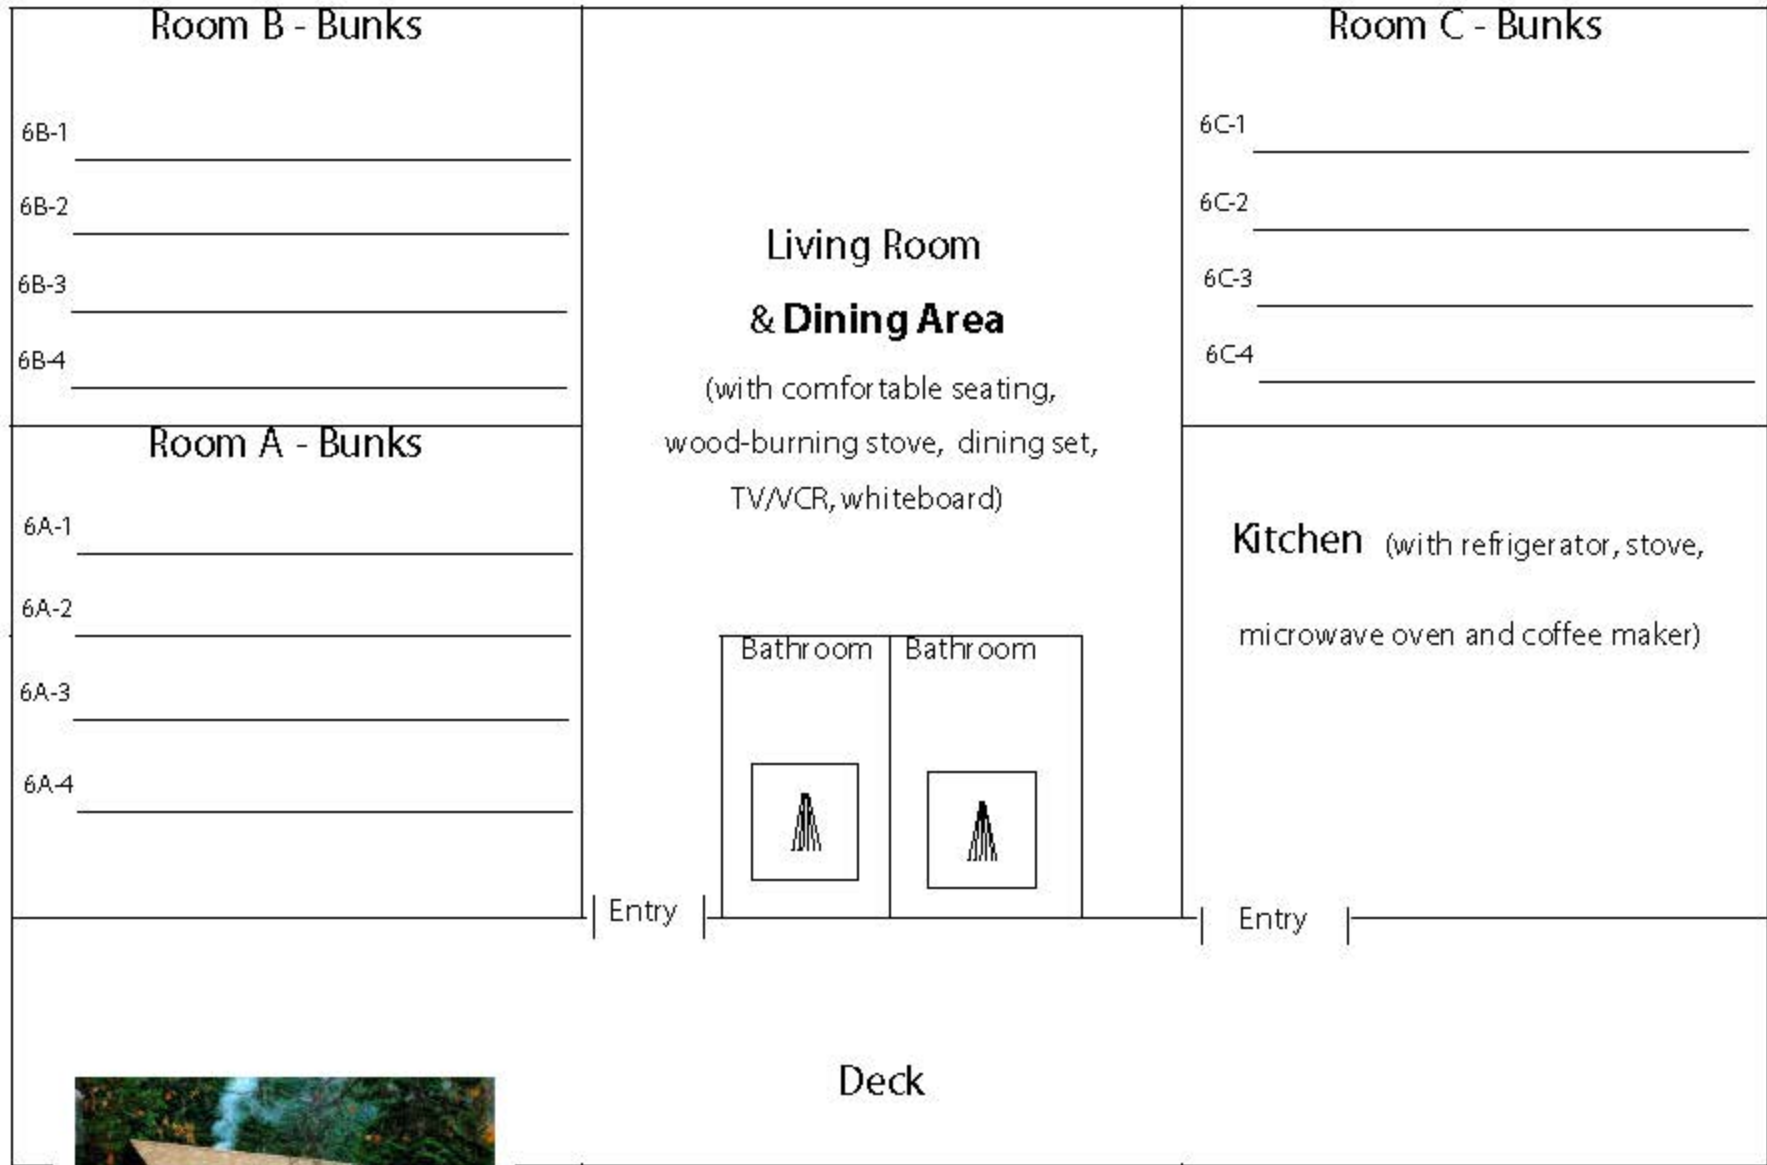 Room B - Bunks
6B-1
6B-2
6B-3
6B-4
Room A - Bunks
6A-1
6A-2
6A-3
6A-4
Living Room
& Dining Area
(with comfortable seating,
wood-burning stove, dining set,
TV/VCR, whiteboard)
Bathroom
Bathroom
Room C - Bunks
6C-1
6C-2
6C-3
6C-4
Kitchen (with refrigerator, stove,
microwave oven and coffee maker)
Entry
Entry
Deck